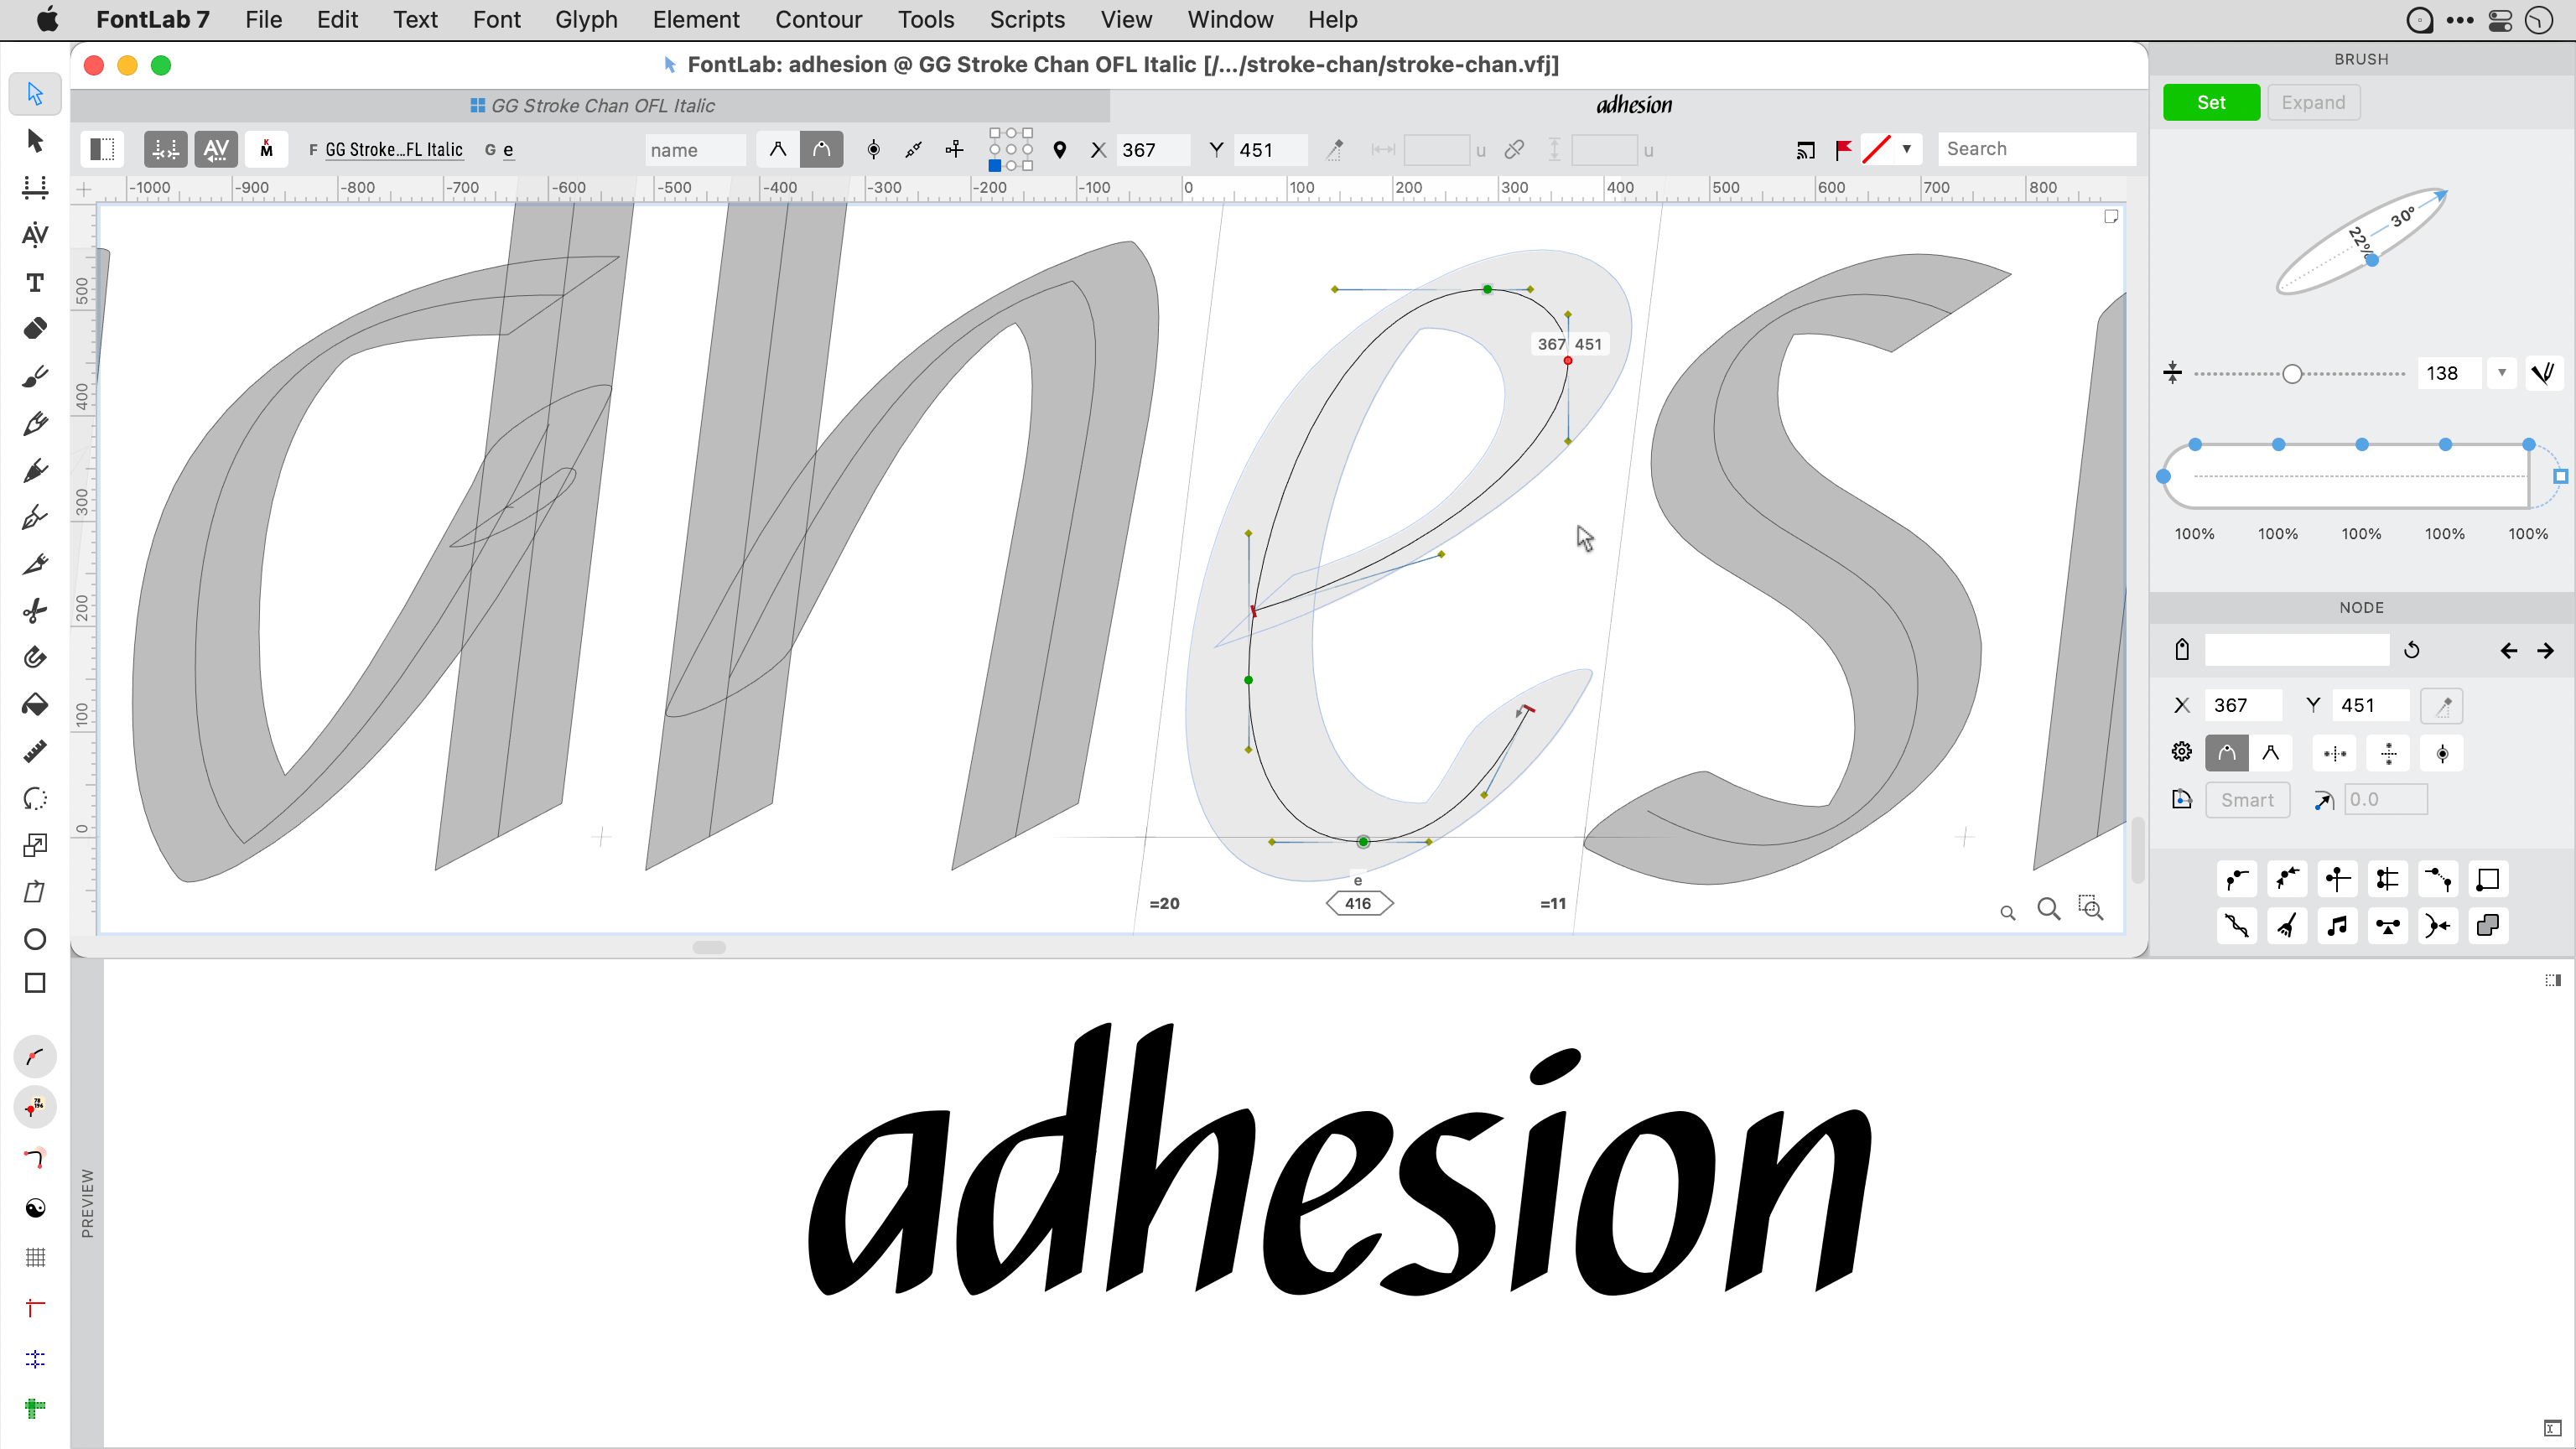 FontLab 7 File Edit Text Font Glyph Element Contour Tools Scripts View Window Help
FontLab: adhesion @ GG Stroke Chan OFL Italic [/.../stroke-chan/stroke-chan.vfj]
GG Stroke Chan OFL Italic
adhesion
F GG Stroke...FL Italic G e
name
X 367 Y 451
u
u
Search
-1000 -900 -800 -700 -600 -500 -400 -300 -200 -100 0 100 200 300 400 500 600 700 800
500
400
300
200
100
0
367 451
e
=20 416 =11
BRUSH
Set Expand
30°
22%
138
100% 100% 100% 100% 100%
NODE
X 367 Y 451
Smart 0.0
T
PREVIEW
adhesion